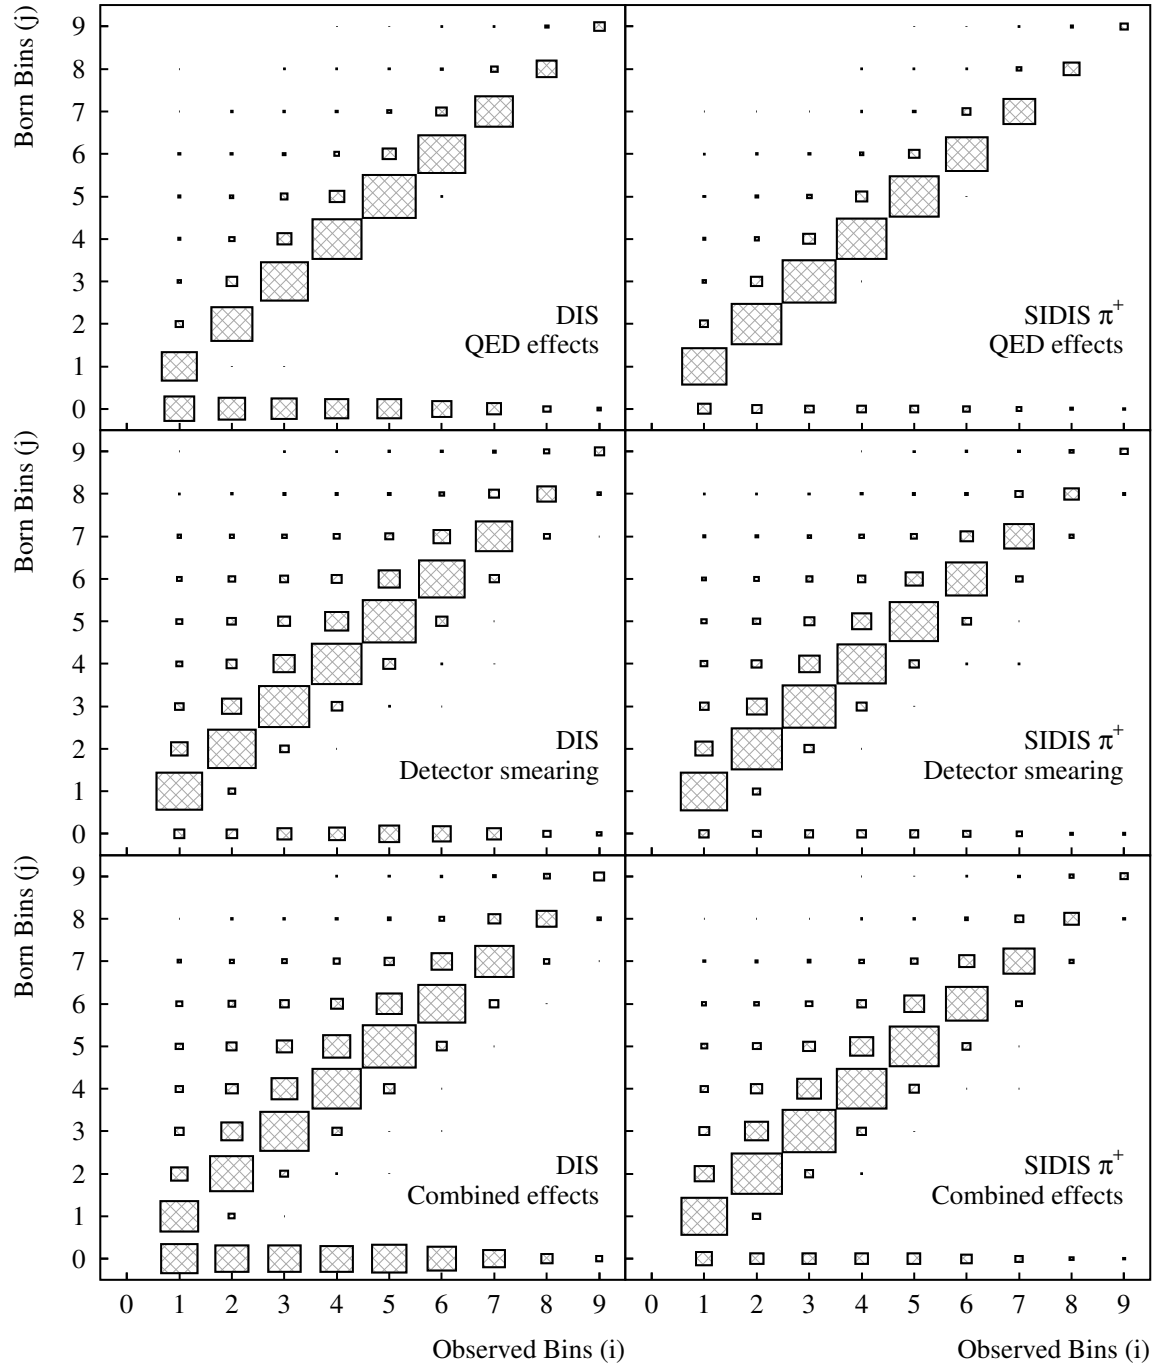 Born Bins (j)
9
8
7
6
5
4
3
2
1
0
DIS
QED effects
SIDIS π+
QED effects
Born Bins (j)
9
8
7
6
5
4
3
2
1
0
DIS
Detector smearing
SIDIS π+
Detector smearing
Born Bins (j)
9
8
7
6
5
4
3
2
1
0
DIS
Combined effects
SIDIS π+
Combined effects
0 1 2 3 4 5 6 7 8 9
0 1 2 3 4 5 6 7 8 9
Observed Bins (i)
Observed Bins (i)